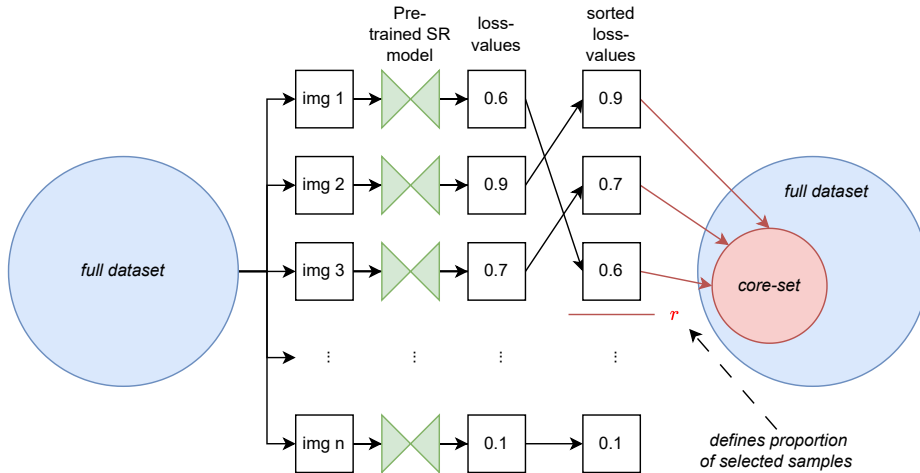 Pre-
trained SR
model
loss-
values
sorted
loss-
values
img 1
0.6
0.9
img 2
0.9
0.7
full dataset
full dataset
img 3
0.7
0.6
core-set
r
...
...
...
...
img n
0.1
0.1
defines proportion
of selected samples